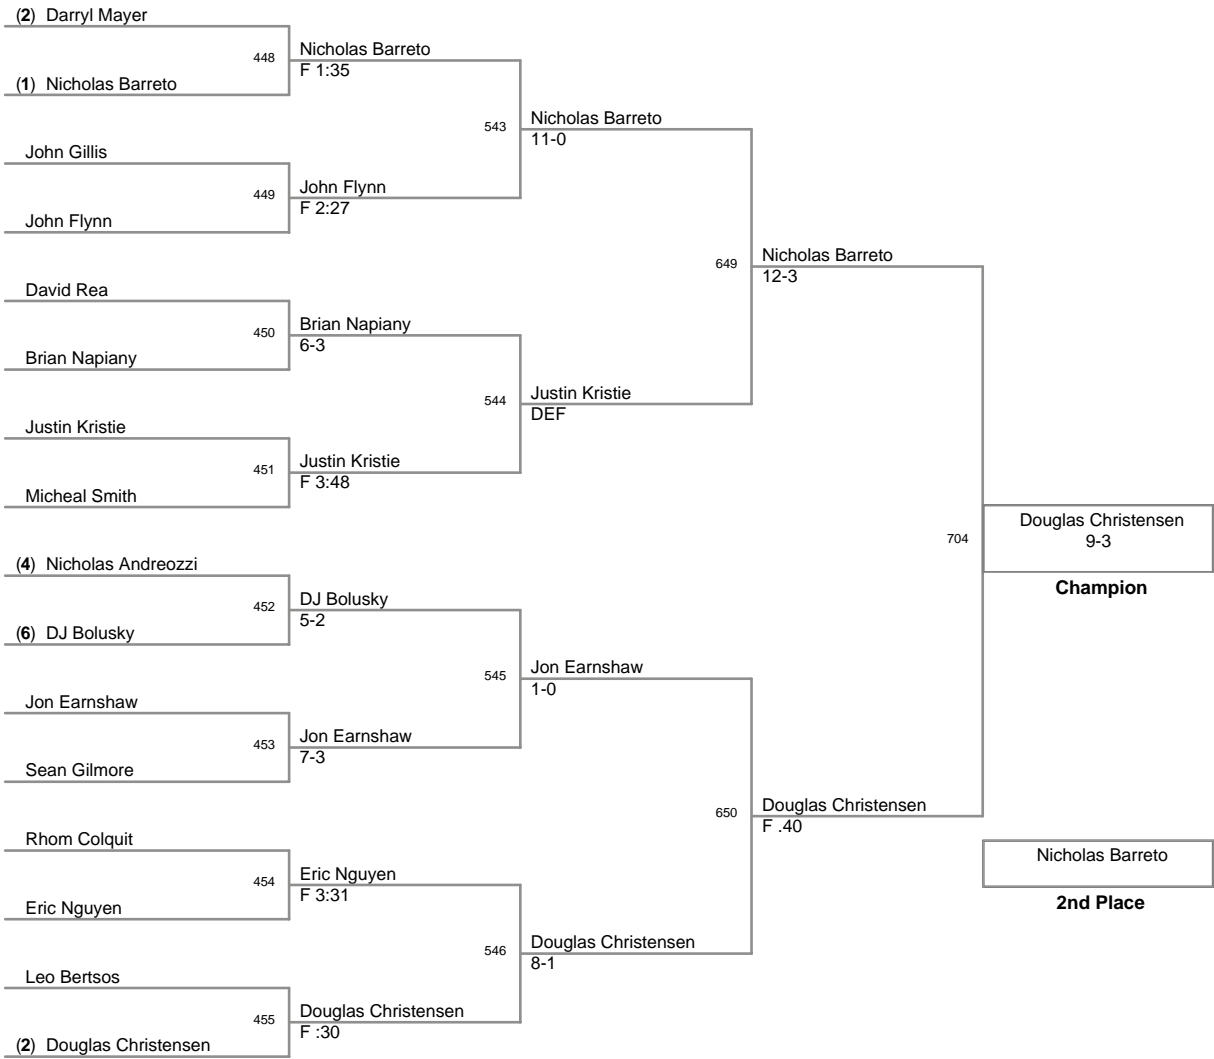 (2) Darryl Mayer
448
Nicholas Barreto
F 1:35
(1) Nicholas Barreto
543
Nicholas Barreto
11-0
John Gillis
449
John Flynn
F 2:27
John Flynn
649
Nicholas Barreto
12-3
David Rea
450
Brian Napiany
6-3
Brian Napiany
544
Justin Kristie
DEF
Justin Kristie
451
Justin Kristie
F 3:48
Micheal Smith
704
Douglas Christensen
9-3
Champion
(4) Nicholas Andreozzi
452
DJ Bolusky
5-2
(6) DJ Bolusky
545
Jon Earnshaw
1-0
Jon Earnshaw
453
Jon Earnshaw
7-3
Sean Gilmore
650
Douglas Christensen
F .40
Rhom Colquit
454
Eric Nguyen
F 3:31
Eric Nguyen
Nicholas Barreto
2nd Place
546
Douglas Christensen
8-1
Leo Bertsos
455
Douglas Christensen
F :30
(2) Douglas Christensen